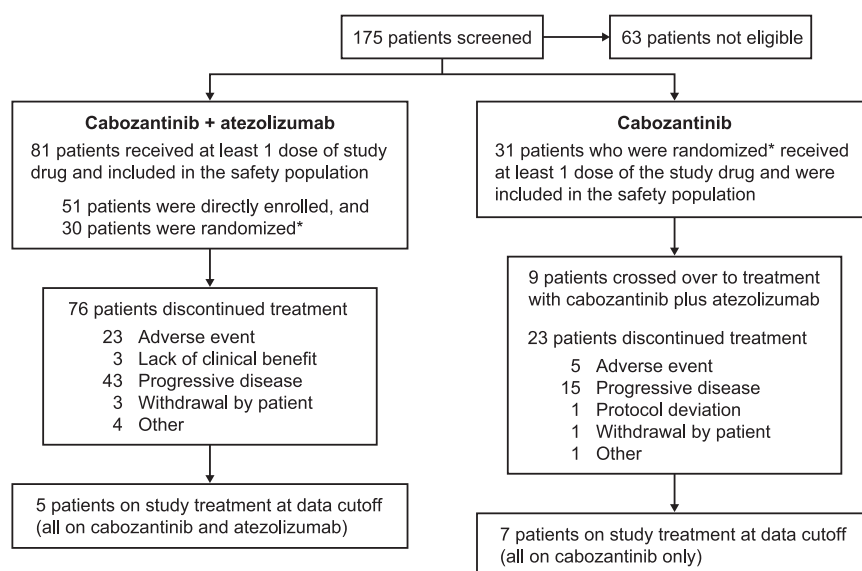 175 patients screened
63 patients not eligible
Cabozantinib + atezolizumab
81 patients received at least 1 dose of study
drug and included in the safety population
51 patients were directly enrolled, and
30 patients were randomized*
76 patients discontinued treatment
23 Adverse event
3 Lack of clinical benefit
43 Progressive disease
3 Withdrawal by patient
4 Other
5 patients on study treatment at data cutoff
(all on cabozantinib and atezolizumab)
Cabozantinib
31 patients who were randomized* received
at least 1 dose of the study drug and were
included in the safety population
9 patients crossed over to treatment
with cabozantinib plus atezolizumab
23 patients discontinued treatment
5 Adverse event
15 Progressive disease
1 Protocol deviation
1 Withdrawal by patient
1 Other
7 patients on study treatment at data cutoff
(all on cabozantinib only)